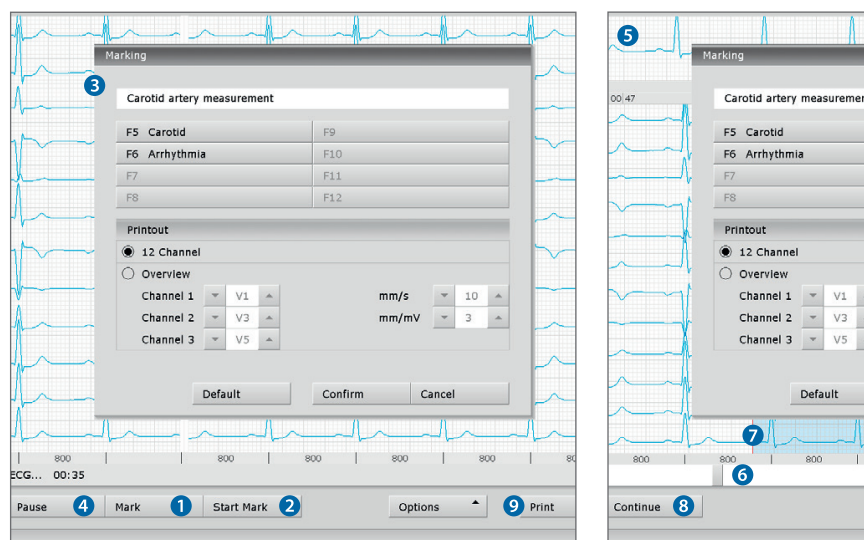 5
Marking
3
Carotid artery measurement
F5 Carotid F9
F6 Arrhythmia F10
F7 F11
F8 F12
Printout
12 Channel
Overview
Channel 1 V1 mm/s 10
Channel 2 V3 mm/mV 3
Channel 3 V5
Default Confirm Cancel
800 800 800 800 800 80
ECG... 00:35
Pause 4 Mark 1 Start Mark 2 Options 9 Print
Marking
00 47
Carotid artery measuremer
F5 Carotid
F6 Arrhythmia
F7
F8
Printout
12 Channel
Overview
Channel 1 V1
Channel 2 V3
Channel 3 V5
Default
7
800 800 800
6
Continue 8